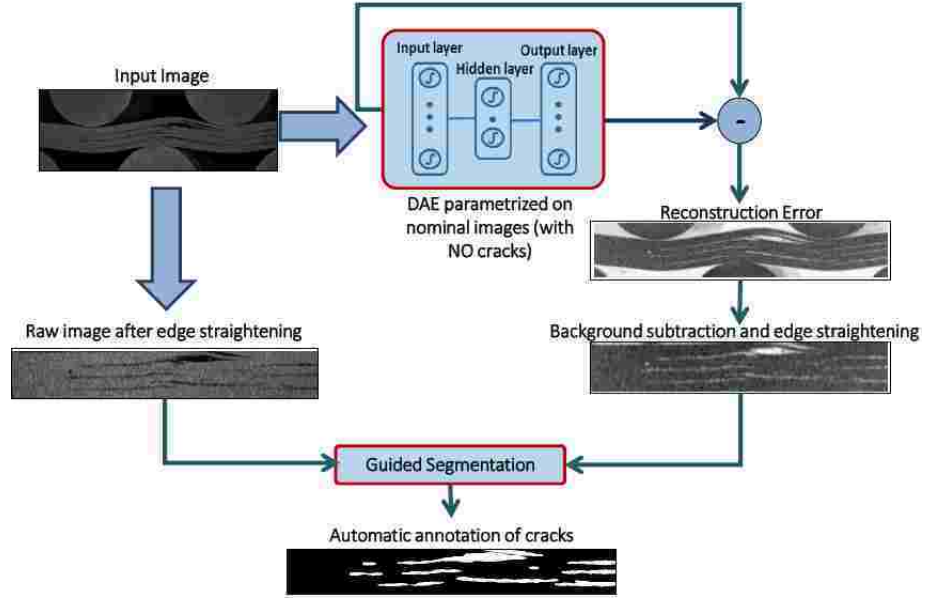 Input Image
Input layer
Output layer
Hidden layer
-
DAE parametrized on
nominal images (with
NO cracks)
Reconstruction Error
Raw image after edge straightening
Background subtraction and edge straightening
Guided Segmentation
Automatic annotation of cracks